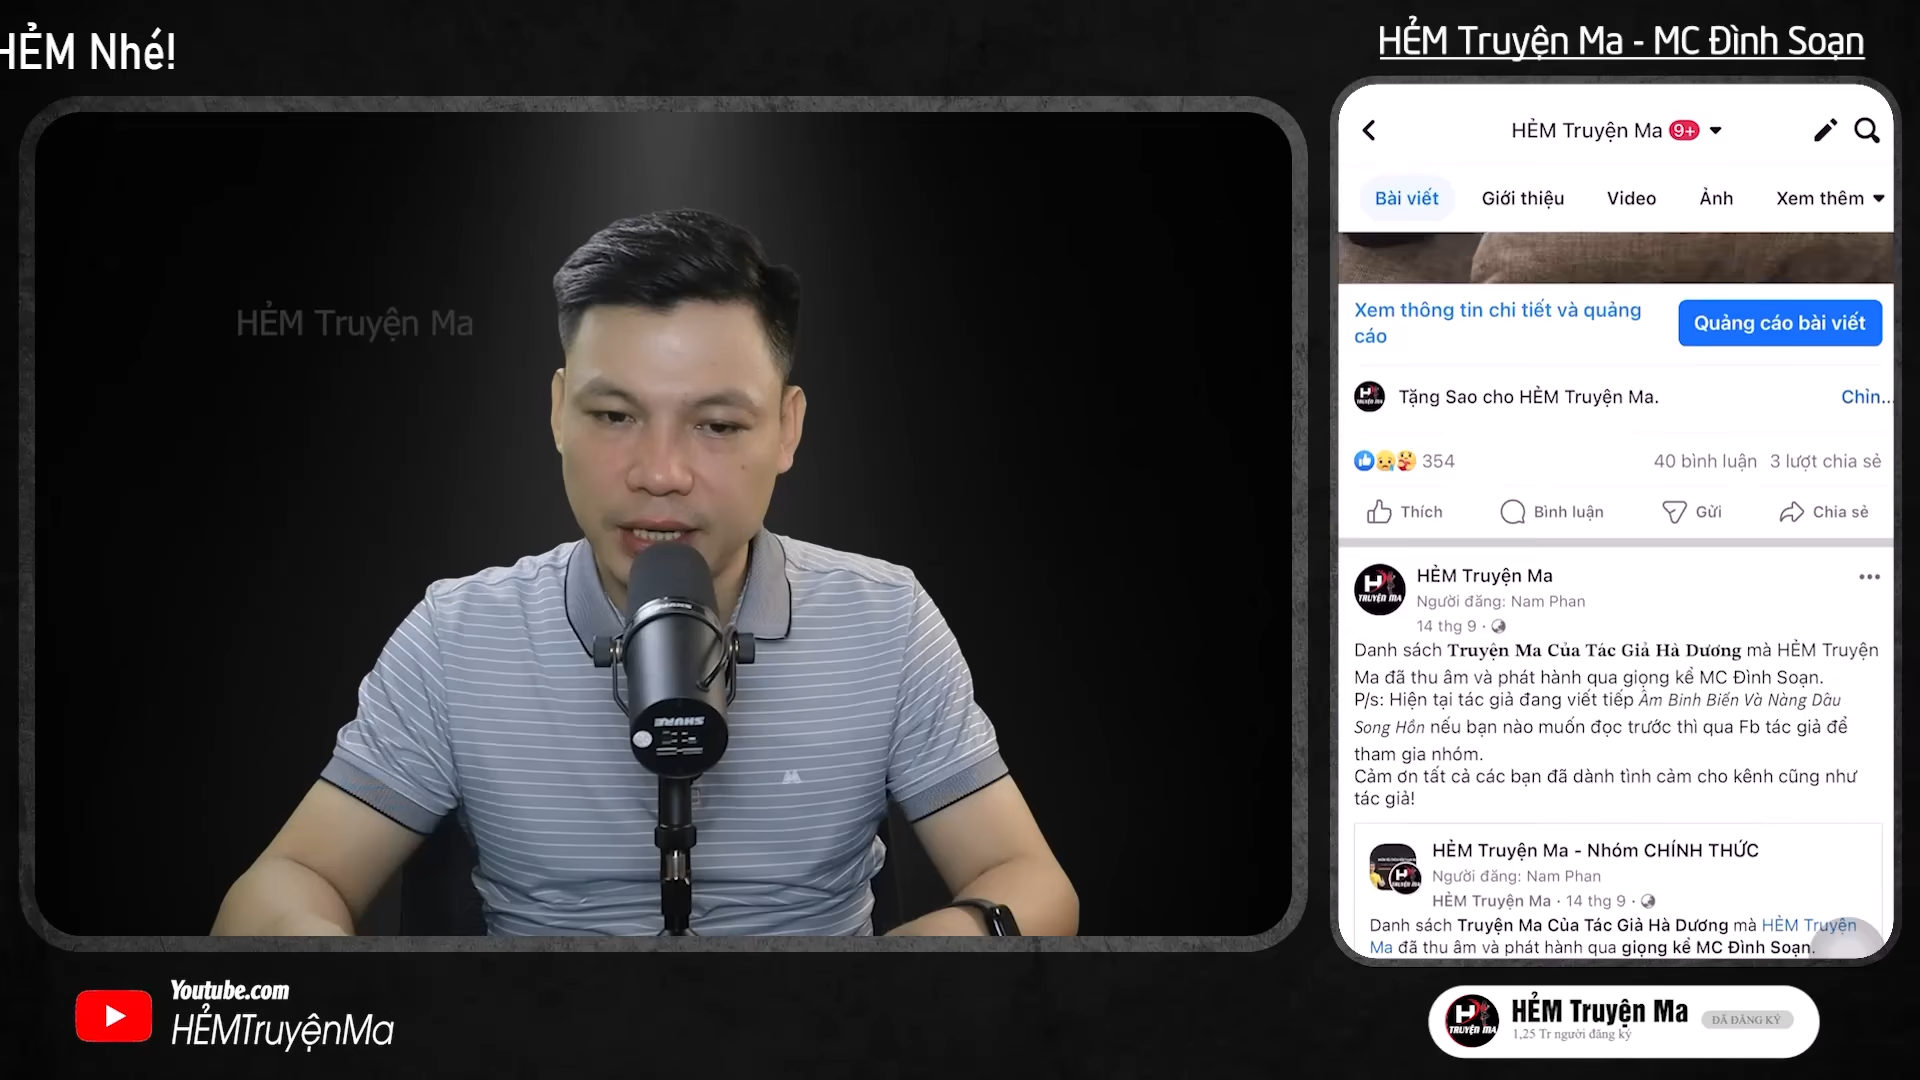 HẺM Nhé!
HẺM Truyện Ma - MC Đình Soạn
HẺM Truyện Ma
HẺM Truyện Ma 9+
Bài viết Giới thiệu Video Ảnh Xem thêm
Xem thông tin chi tiết và quảng
cáo
Quảng cáo bài viết
Tặng Sao cho HẺM Truyện Ma. Chỉn...
354 40 bình luận 3 lượt chia sẻ
Thích Bình luận Gửi Chia sẻ
HẺM Truyện Ma
Người đăng: Nam Phan
14 thg 9 ·
Danh sách Truyện Ma Của Tác Giả Hà Dương mà HẺM Truyện
Ma đã thu âm và phát hành qua giọng kể MC Đình Soạn.
P/s: Hiện tại tác giả đang viết tiếp Âm Binh Biến Và Nàng Dâu
Song Hồn nếu bạn nào muốn đọc trước thì qua Fb tác giả để
tham gia nhóm.
Cảm ơn tất cả các bạn đã dành tình cảm cho kênh cũng như
tác giả!
HẺM Truyện Ma - Nhóm CHÍNH THỨC
Người đăng: Nam Phan
HẺM Truyện Ma · 14 thg 9 ·
Danh sách Truyện Ma Của Tác Giả Hà Dương mà HẺM Truyện
Ma đã thu âm và phát hành qua giọng kể MC Đình Soạn.
SHURE
Youtube.com
HẺMTruyệnMa
H
TRUYỆN MA
HẺM Truyện Ma
1,25 Tr người đăng ký
ĐÃ ĐĂNG KÝ